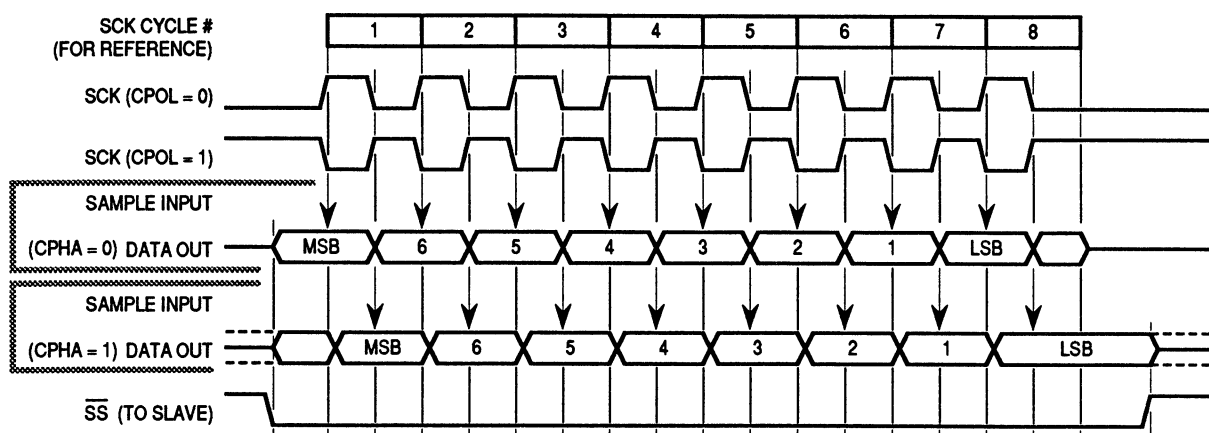 SCK CYCLE #
(FOR REFERENCE)
1 2 3 4 5 6 7 8
SCK (CPOL = 0)
SCK (CPOL = 1)
SAMPLE INPUT
(CPHA = 0) DATA OUT
MSB 6 5 4 3 2 1 LSB
SAMPLE INPUT
(CPHA = 1) DATA OUT
MSB 6 5 4 3 2 1 LSB
SS (TO SLAVE)